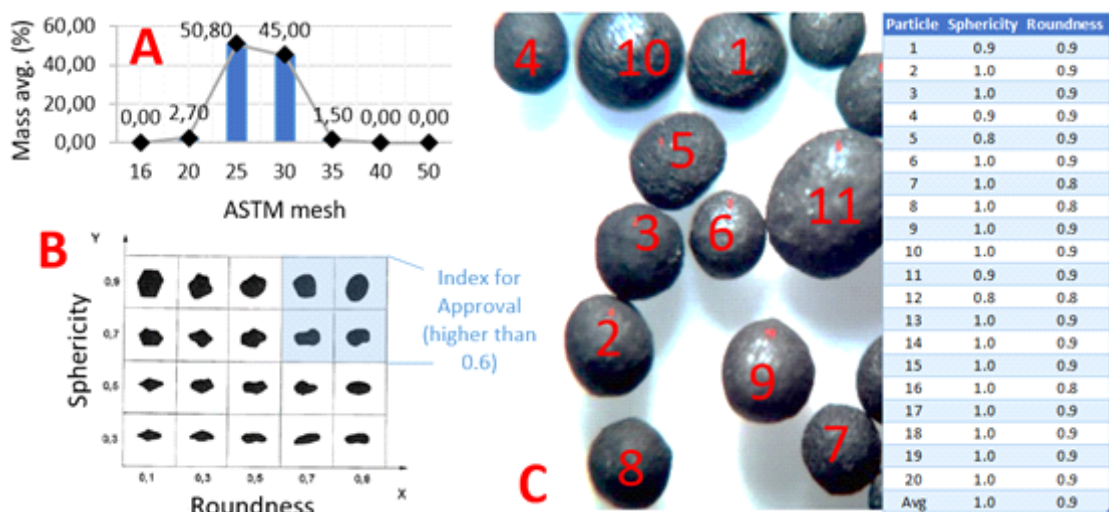 A
Mass avg. (%)
60,00
40,00
20,00
0,00
0,00
2,70
50,80
45,00
1,50
0,00
0,00
16 20 25 30 35 40 50
ASTM mesh
B
Y
Sphericity
0,9
0,7
0,5
0,3
0,1 0,3 0,5 0,7
X
Roundness
Index for
Approval
(higher than
0.6)
C
4
10
1
5
3
6
11
2
9
8
7
Particle Sphericity Roundness
1 0.9 0.9
2 1.0 0.9
3 1.0 0.9
4 0.9 0.9
5 0.8 0.9
6 1.0 0.9
7 1.0 0.8
8 1.0 0.8
9 1.0 0.9
10 1.0 0.9
11 0.9 0.9
12 0.8 0.8
13 1.0 0.9
14 1.0 0.9
15 1.0 0.9
16 1.0 0.8
17 1.0 0.9
18 1.0 0.9
19 1.0 0.9
20 1.0 0.9
Avg 1.0 0.9